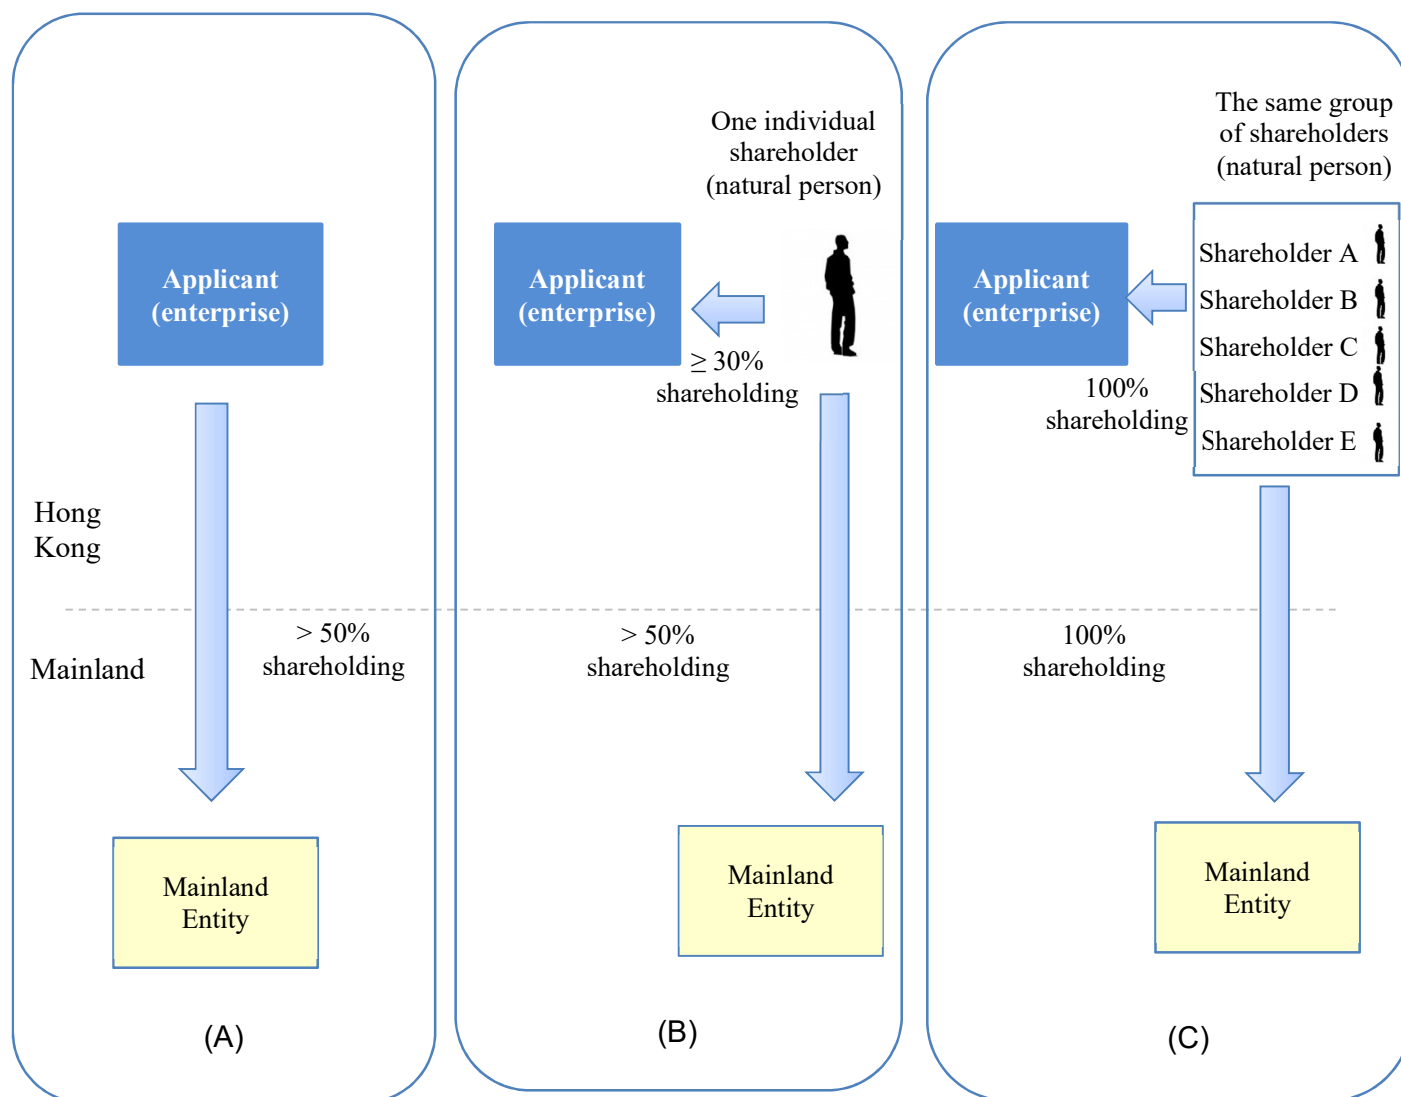 Applicant
(enterprise)
Hong
Kong
Mainland
> 50%
shareholding
Mainland
Entity
(A)
One individual
shareholder
(natural person)
Applicant
(enterprise)
≥ 30%
shareholding
> 50%
shareholding
Mainland
Entity
(B)
The same group
of shareholders
(natural person)
Applicant
(enterprise)
Shareholder A
Shareholder B
Shareholder C
Shareholder D
Shareholder E
100%
shareholding
100%
shareholding
Mainland
Entity
(C)